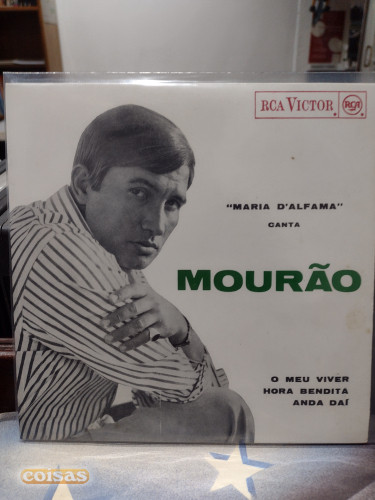 RCA VICTOR
RCA
"MARIA D'ALFAMA"
CANTA
MOURÃO
O MEU VIVER
HORA BENDITA
ANDA DAÍ
coisas